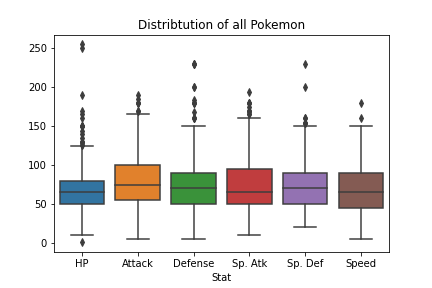 Distribtution of all Pokemon
250
200
150
100
50
0
HP Attack Defense Sp. Atk Sp. Def Speed
Stat